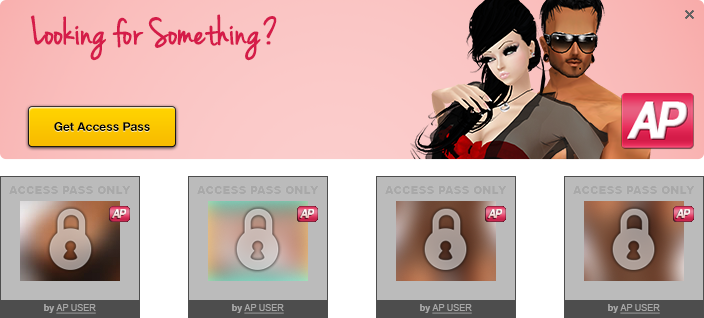 Looking for Something?
Get Access Pass
AP
ACCESS PASS ONLY
AP
by AP USER
ACCESS PASS ONLY
AP
by AP USER
ACCESS PASS ONLY
AP
by AP USER
ACCESS PASS ONLY
AP
by AP USER